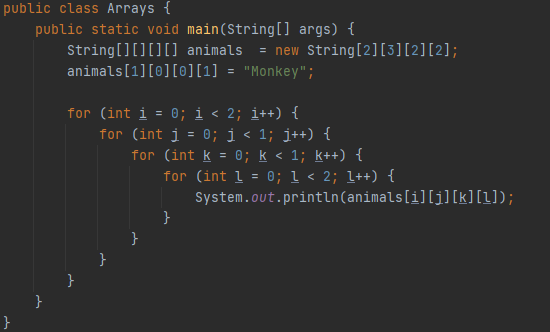 public class Arrays {
    public static void main(String[] args) {
        String[][][][] animals  = new String[2][3][2][2];
        animals[1][0][0][1] = "Monkey";

        for (int i = 0; i < 2; i++) {
            for (int j = 0; j < 1; j++) {
                for (int k = 0; k < 1; k++) {
                    for (int l = 0; l < 2; l++) {
                        System.out.println(animals[i][j][k][l]);
                    }
                }
            }
        }
    }
}